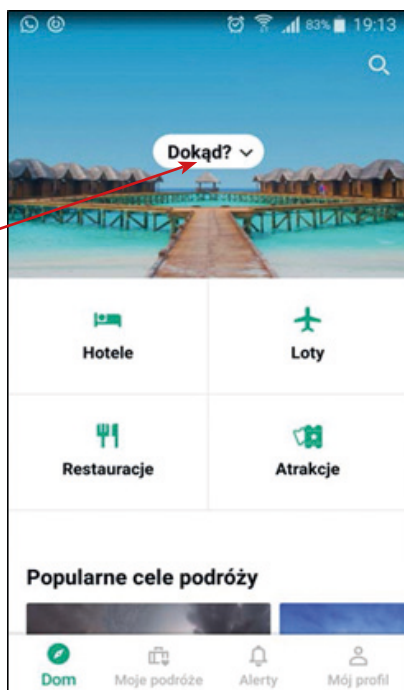 83% 19:13
Dokąd?
Hotele
Loty
Restauracje
Atrakcje
Popularne cele podróży
Dom
Moje podróże
Alerty
Mój profil